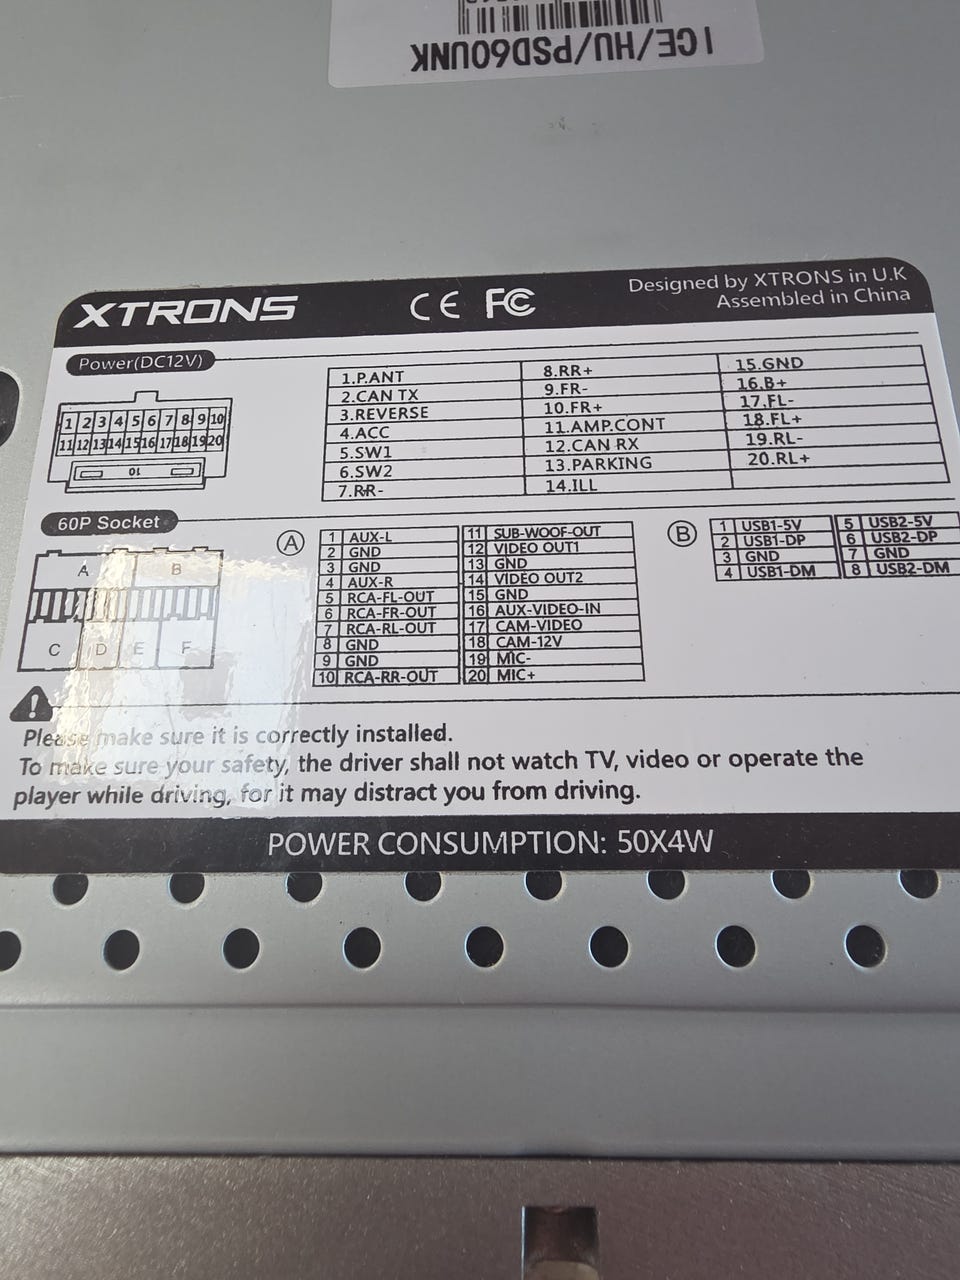 ICE/HU/PSD60UNK
XTRONS
CE FC
Designed by XTRONS in U.K
Assembled in China
Power(DC12V)
1 2 3 4 5 6 7 8 9 10
11 12 13 14 15 16 17 18 19 20
10
1.P.ANT
2.CAN TX
3.REVERSE
4.ACC
5.SW1
6.SW2
7.RR-
8.RR+
9.FR-
10.FR+
11.AMP.CONT
12.CAN RX
13.PARKING
14.ILL
15.GND
16.B+
17.FL-
18.FL+
19.RL-
20.RL+
60P Socket
A B
C D E F
A
1 AUX-L
2 GND
3 GND
4 AUX-R
5 RCA-FL-OUT
6 RCA-FR-OUT
7 RCA-RL-OUT
8 GND
9 GND
10 RCA-RR-OUT
11 SUB-WOOF-OUT
12 VIDEO OUT1
13 GND
14 VIDEO OUT2
15 GND
16 AUX-VIDEO-IN
17 CAM-VIDEO
18 CAM-12V
19 MIC-
20 MIC+
B
1 USB1-5V
2 USB1-DP
3 GND
4 USB1-DM
5 USB2-5V
6 USB2-DP
7 GND
8 USB2-DM
Please make sure it is correctly installed.
To make sure your safety, the driver shall not watch TV, video or operate the
player while driving, for it may distract you from driving.
POWER CONSUMPTION: 50X4W